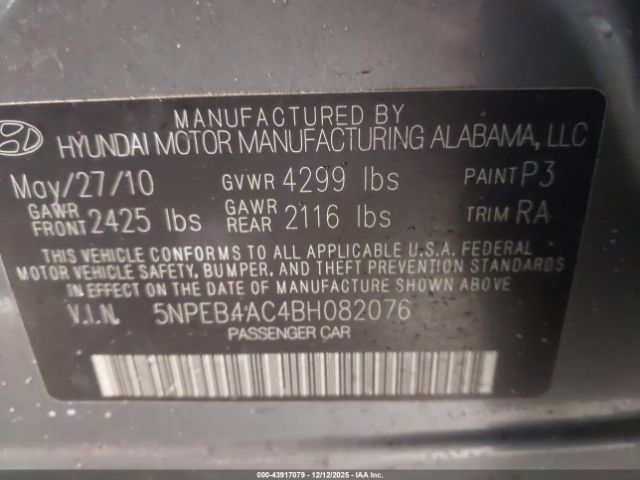 MANUFACTURED BY
HYUNDAI MOTOR MANUFACTURING ALABAMA, LLC
May/27/10 GVWR 4299 lbs PAINT P3
GAWR FRONT 2425 lbs GAWR REAR 2116 lbs TRIM RA
THIS VEHICLE CONFORMS TO ALL APPLICABLE U.S.A. FEDERAL
MOTOR VEHICLE SAFETY, BUMPER, AND THEFT PREVENTION
STANDARDS IN EFFECT ON THE DATE OF MANUFACTURE SHOWN ABOVE
V.I.N. 5NPEB4AC4BH082076
PASSENGER CAR
000-43917079 - 12/12/2025 - IAA Inc.